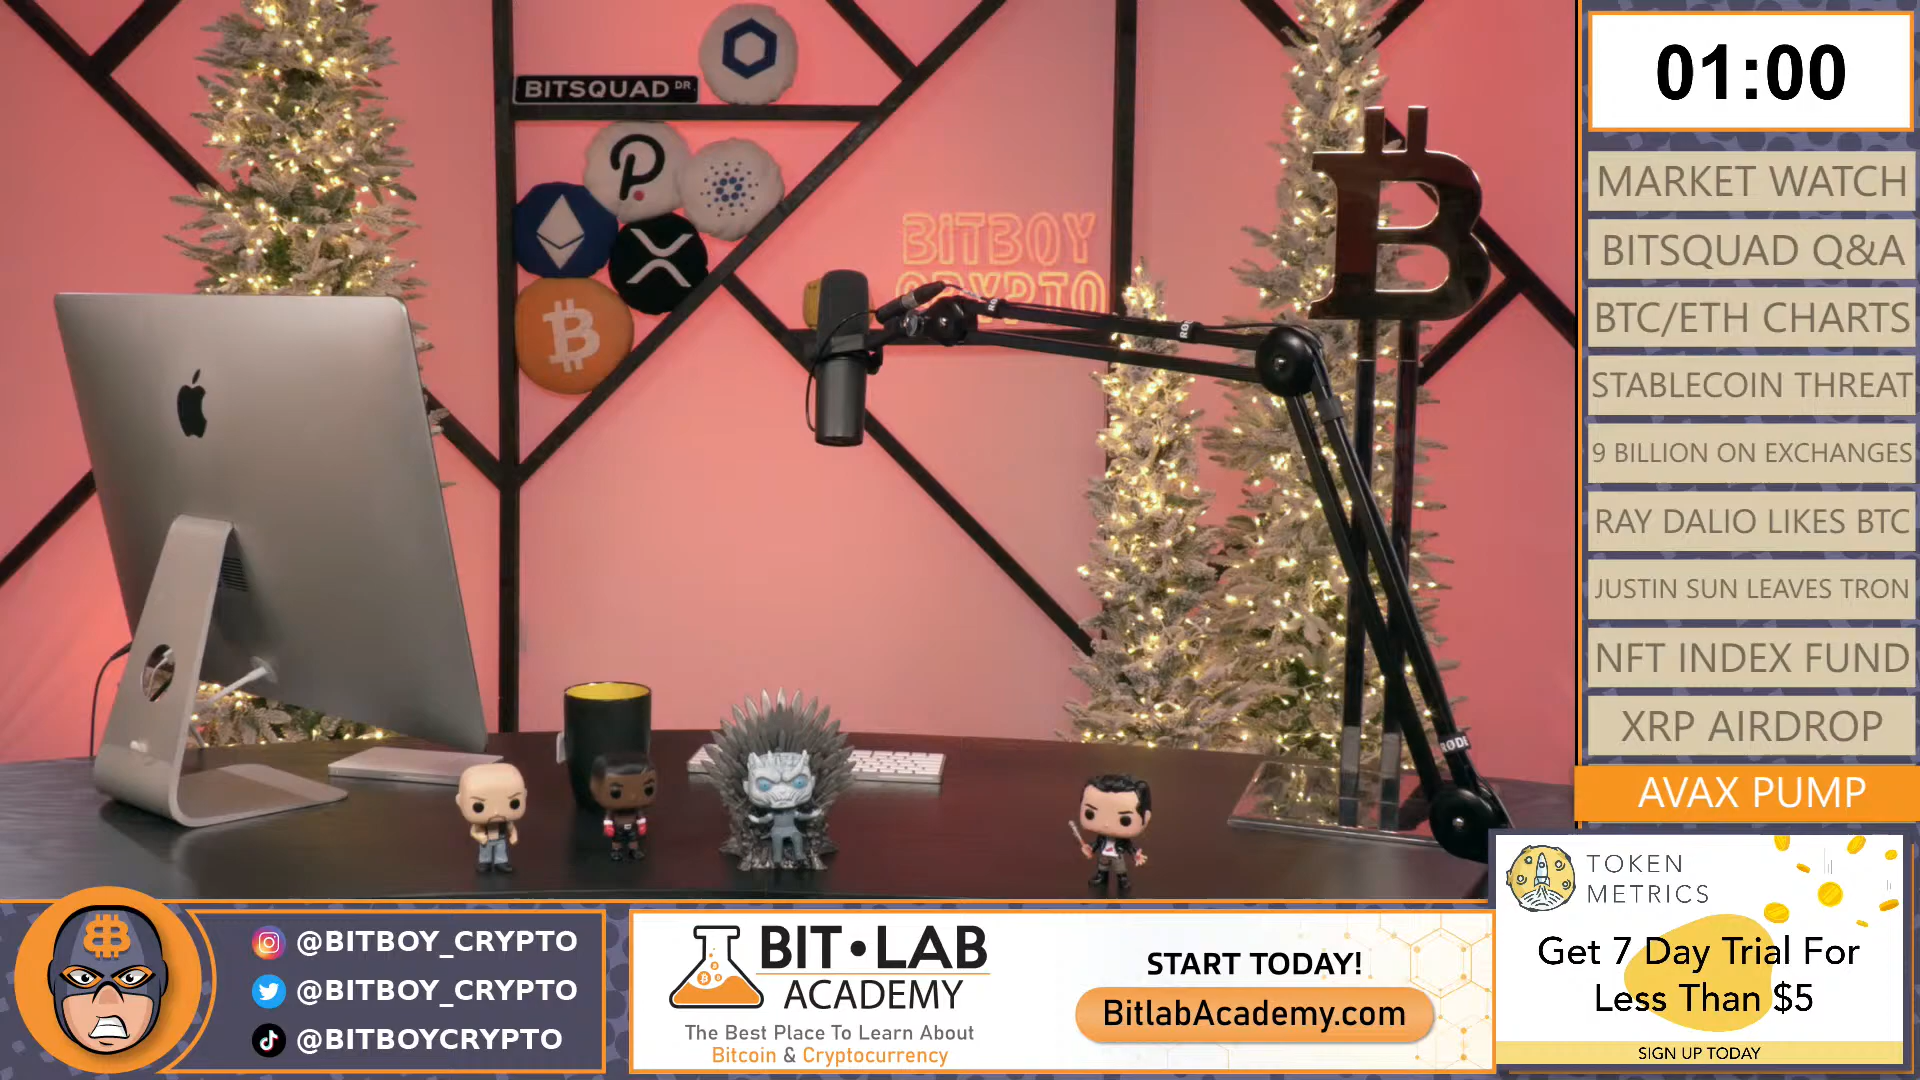 BITSQUAD DR.
BITBOY
CRYPTO
RØDE
01:00
MARKET WATCH
BITSQUAD Q&A
BTC/ETH CHARTS
STABLECOIN THREAT
9 BILLION ON EXCHANGES
RAY DALIO LIKES BTC
JUSTIN SUN LEAVES TRON
NFT INDEX FUND
XRP AIRDROP
AVAX PUMP
@BITBOY_CRYPTO
@BITBOY_CRYPTO
@BITBOYCRYPTO
BIT•LAB
ACADEMY
The Best Place To Learn About
Bitcoin & Cryptocurrency
START TODAY!
BitlabAcademy.com
TOKEN
METRICS
Get 7 Day Trial For
Less Than $5
SIGN UP TODAY